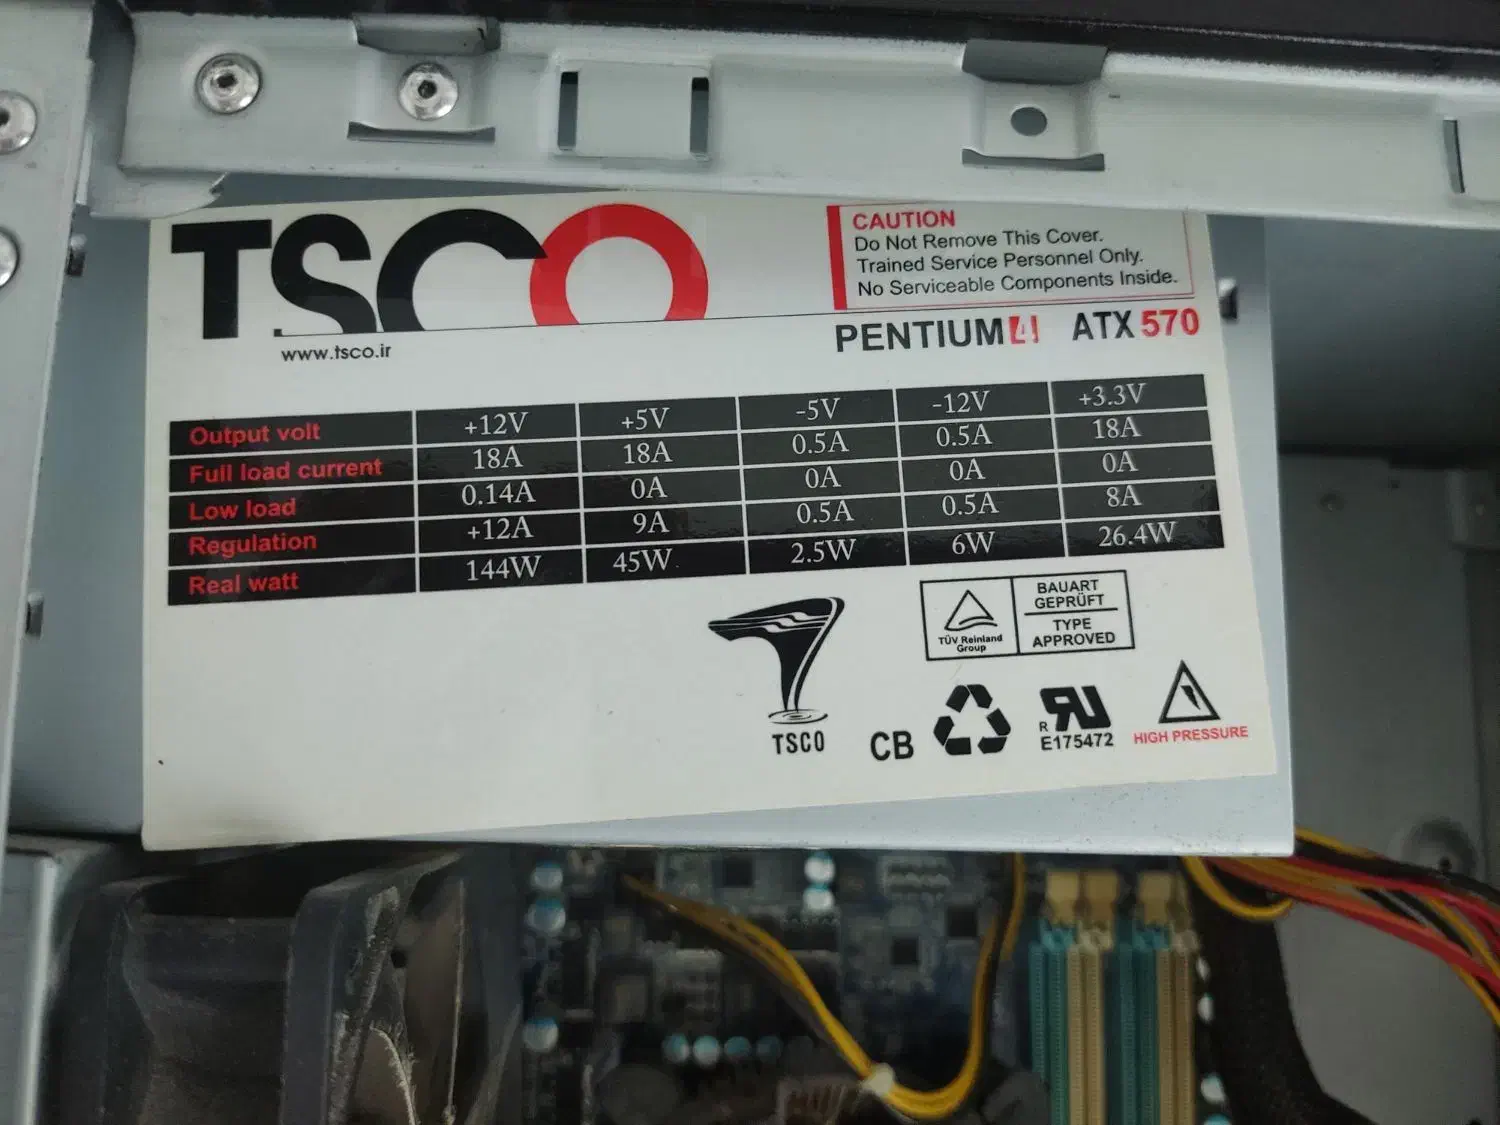 TSCO
www.tsco.ir
CAUTION
Do Not Remove This Cover.
Trained Service Personnel Only.
No Serviceable Components Inside.
PENTIUM4 ATX 570
Output volt +12V +5V -5V -12V +3.3V
Full load current 18A 18A 0.5A 0.5A 18A
Low load 0.14A 0A 0A 0A 0A
Regulation +12A 9A 0.5A 0.5A 8A
Real watt 144W 45W 2.5W 6W 26.4W
TSCO
TÜV Reinland
Group
BAUART
GEPRÜFT
TYPE
APPROVED
CB
R
E175472
HIGH PRESSURE